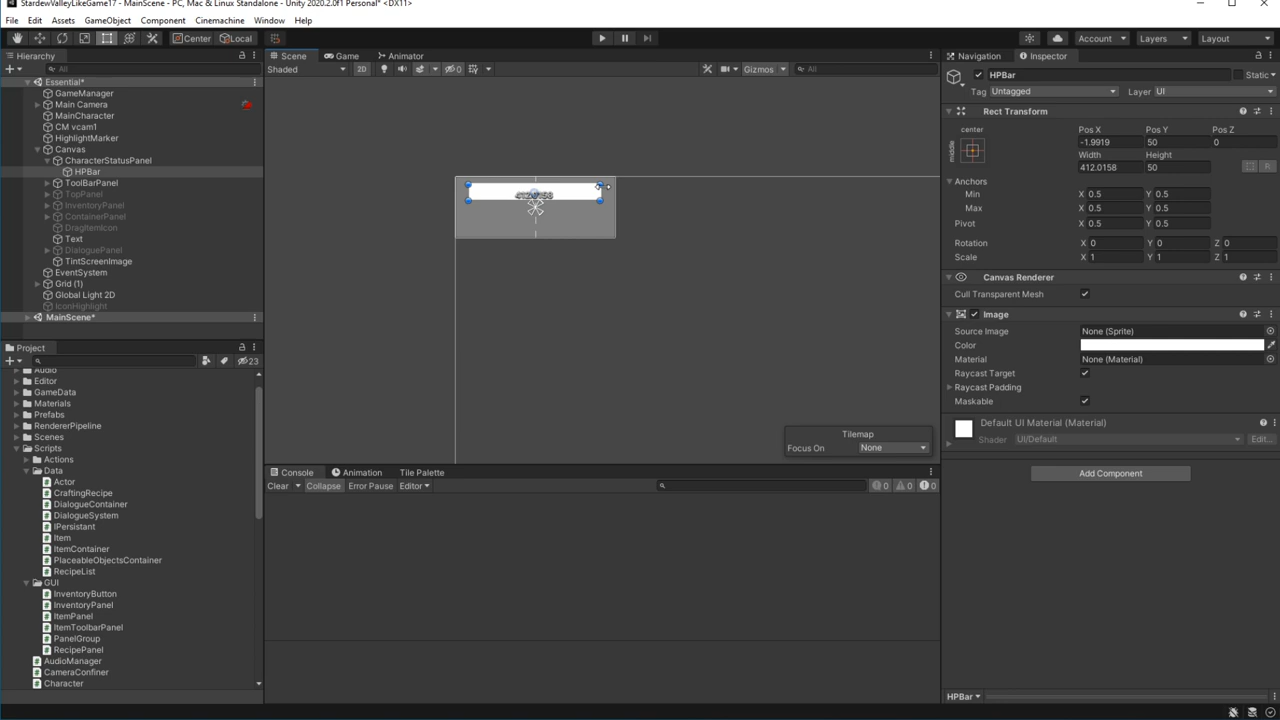 StardewValleyLikeGame17 - MainScene - PC, Mac & Linux Standalone - Unity 2020.2.0f1 Personal* <DX11>
File Edit Assets GameObject Component Cinemachine Window Help
Center Local Account Layers Layout
Hierarchy
All
Essential*
GameManager
Main Camera
MainCharacter
CM vcam1
HighlightMarker
Canvas
CharacterStatusPanel
HPBar
ToolBarPanel
TopPanel
InventoryPanel
ContainerPanel
DragItemIcon
Text
DialoguePanel
TintScreenImage
EventSystem
Grid (1)
Global Light 2D
IconHighlight
MainScene*
Project
23
Audio
Editor
GameData
Materials
Prefabs
RendererPipeline
Scenes
Scripts
Actions
Data
Actor
CraftingRecipe
DialogueContainer
DialogueSystem
IPersistant
Item
ItemContainer
PlaceableObjectsContainer
RecipeList
GUI
InventoryButton
InventoryPanel
ItemPanel
ItemToolbarPanel
PanelGroup
RecipePanel
AudioManager
CameraConfiner
Character
Scene Game Animator
Shaded 2D 0 Gizmos All
412.0158
Tilemap
Focus On None
Console Animation Tile Palette
Clear Collapse Error Pause Editor 0 0 0
Navigation Inspector
HPBar Static
Tag Untagged Layer UI
Rect Transform
center
middle
Pos X Pos Y Pos Z
-1.9919 50 0
Width Height
412.0158 50 R
Anchors
Min X 0.5 Y 0.5
Max X 0.5 Y 0.5
Pivot X 0.5 Y 0.5
Rotation X 0 Y 0 Z 0
Scale X 1 Y 1 Z 1
Canvas Renderer
Cull Transparent Mesh
Image
Source Image None (Sprite)
Color
Material None (Material)
Raycast Target
Raycast Padding
Maskable
Default UI Material (Material)
Shader UI/Default Edit...
Add Component
HPBar